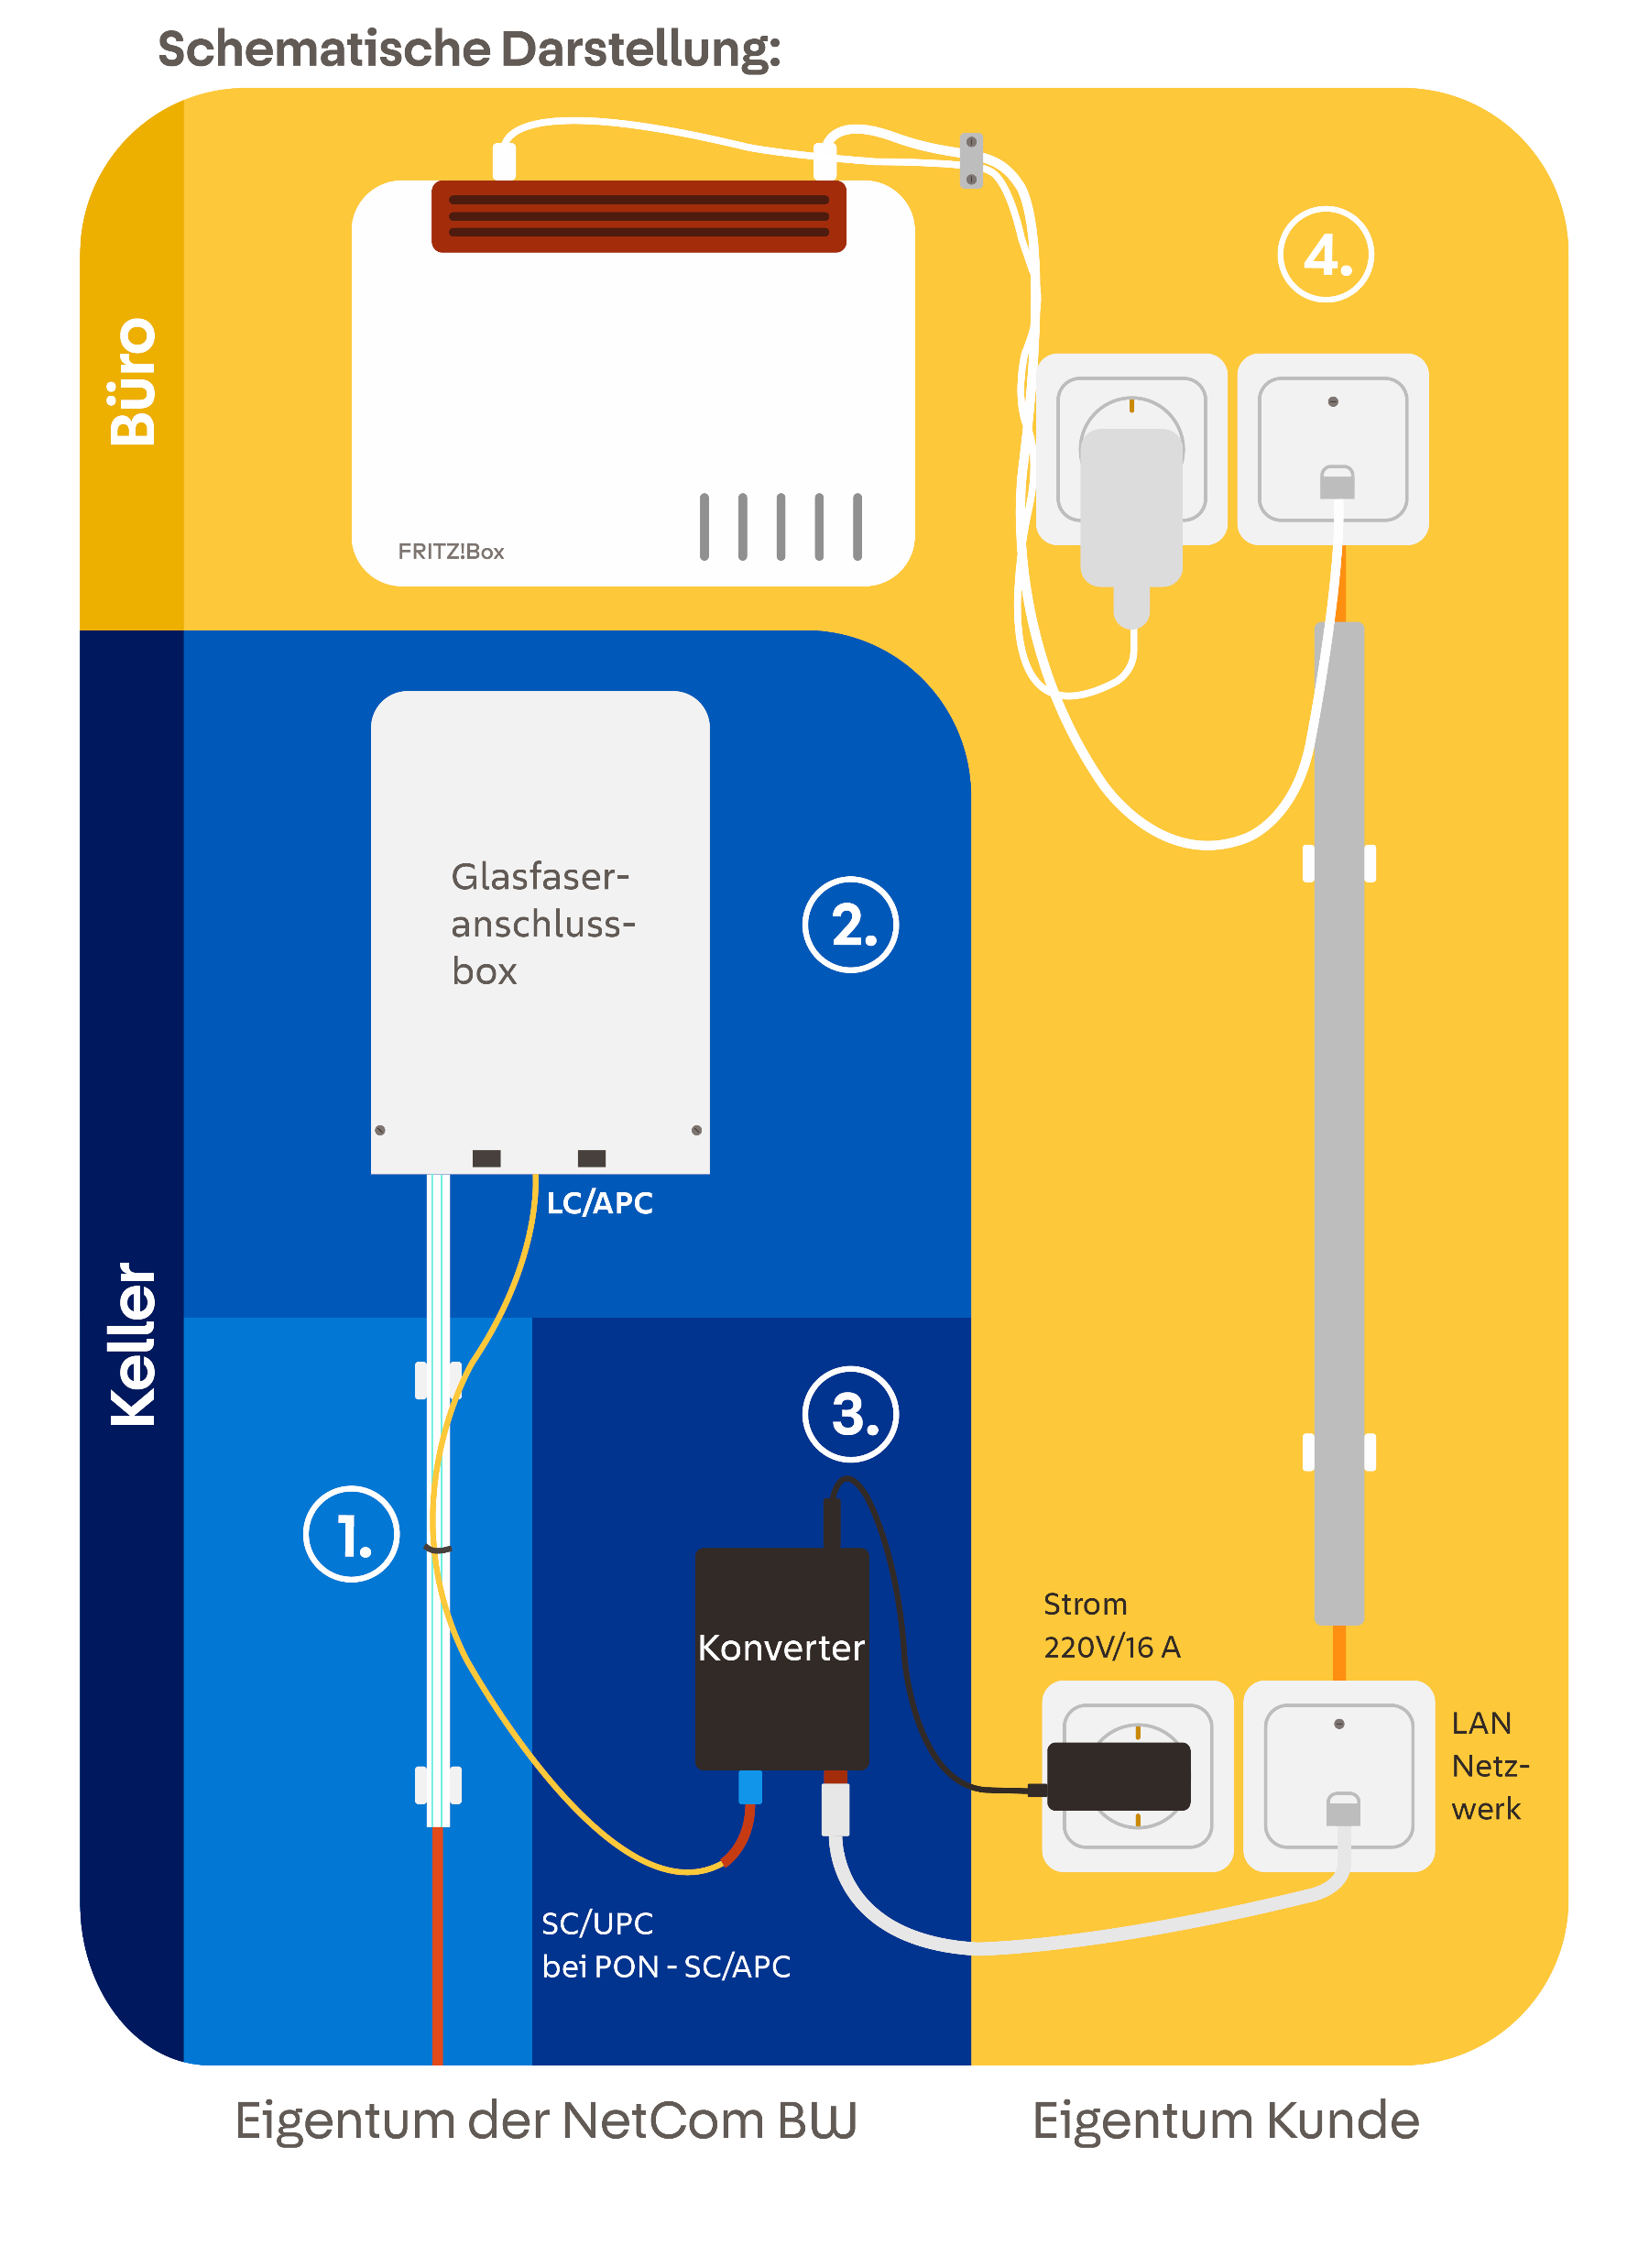 Schematische Darstellung:
4.
Büro
FRITZ!Box
Glasfaser-
anschluss-
box
2.
LC/APC
Keller
3.
1.
Konverter
Strom
220V/16 A
LAN
Netz-
werk
SC/UPC
bei PON - SC/APC
Eigentum der NetCom BW
Eigentum Kunde